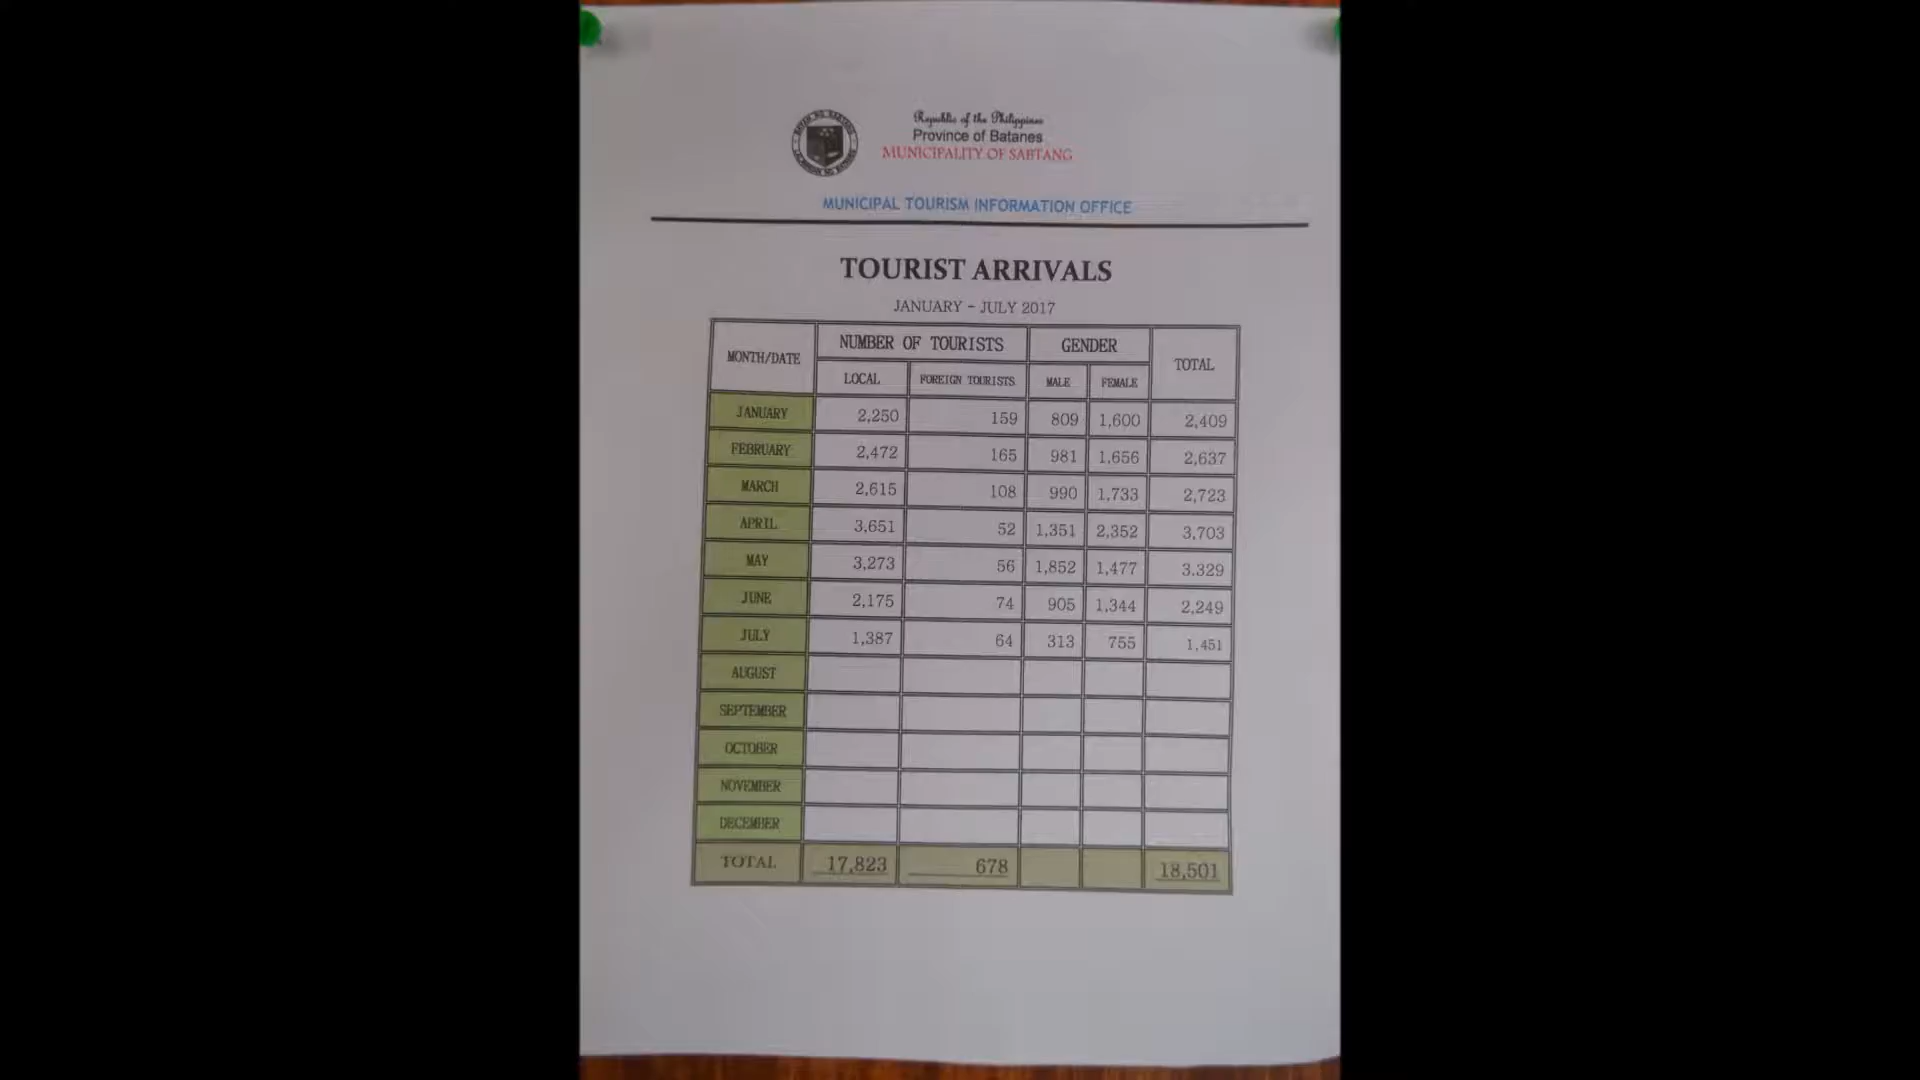 Republic of the Philippines
Province of Batanes
MUNICIPALITY OF SABTANG
MUNICIPAL TOURISM INFORMATION OFFICE
TOURIST ARRIVALS
JANUARY - JULY 2017
MONTH/DATE NUMBER OF TOURISTS GENDER TOTAL
LOCAL FOREIGN TOURISTS MALE FEMALE
JANUARY 2,250 159 809 1,600 2,409
FEBRUARY 2,472 165 981 1,656 2,637
MARCH 2,615 108 990 1,733 2,723
APRIL 3,651 52 1,351 2,352 3,703
MAY 3,273 56 1,852 1,477 3.329
JUNE 2,175 74 905 1,344 2,249
JULY 1,387 64 313 755 1,451
AUGUST
SEPTEMBER
OCTOBER
NOVEMBER
DECEMBER
TOTAL 17,823 678 18,501